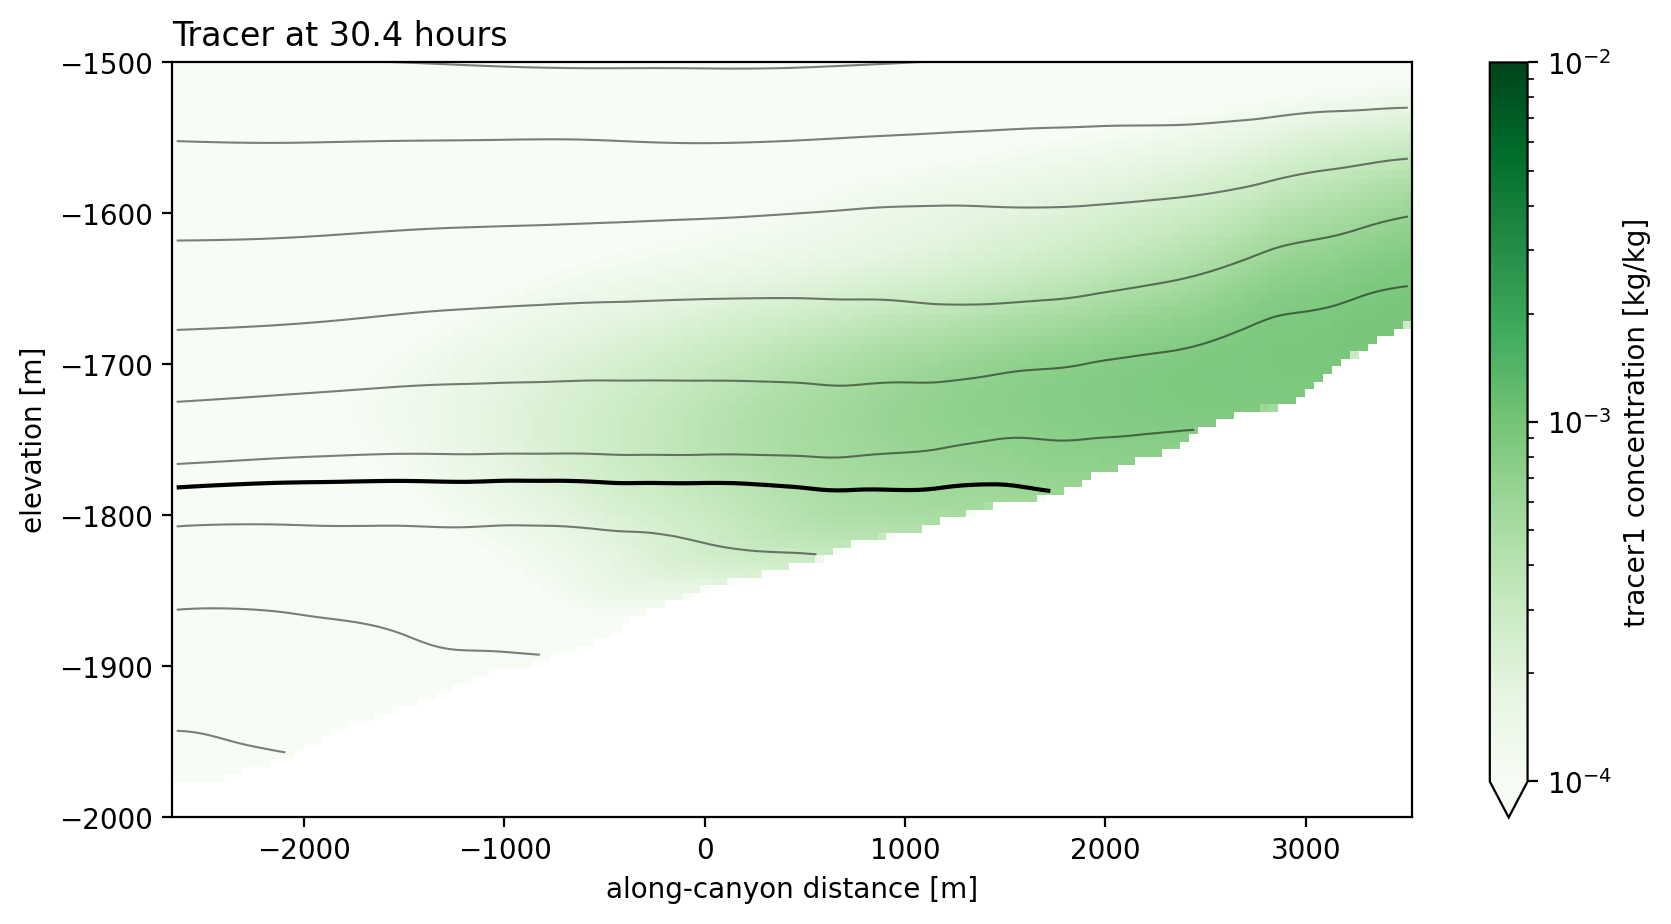 Tracer at 30.4 hours
−1500
−1600
−1700
−1800
−1900
−2000
elevation [m]
−2000 −1000 0 1000 2000 3000
along-canyon distance [m]
10⁻²
10⁻³
10⁻⁴
tracer1 concentration [kg/kg]